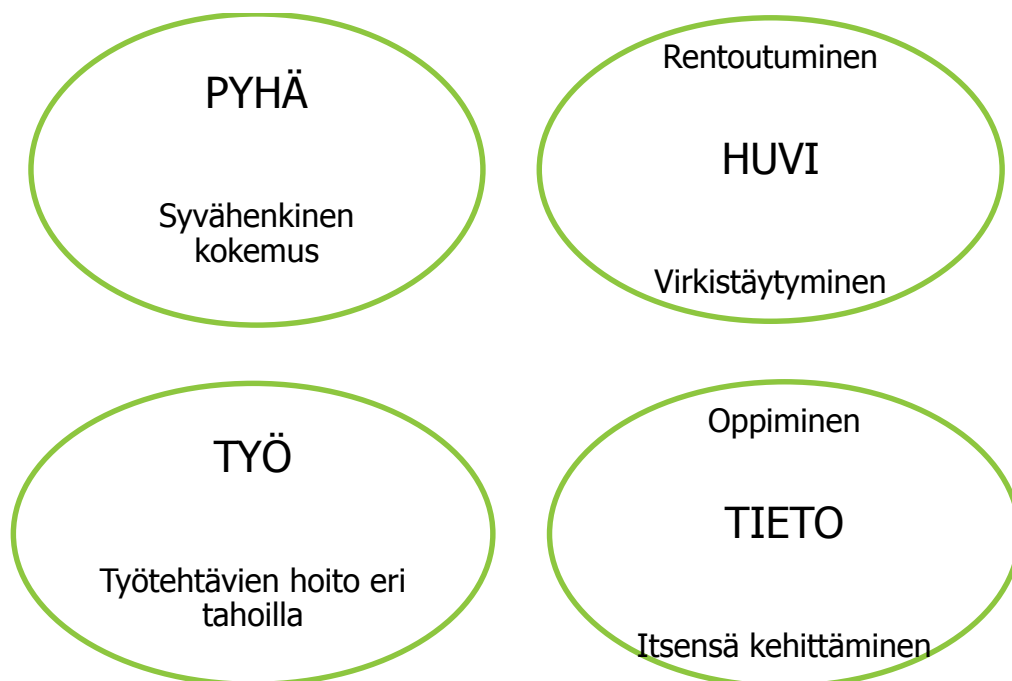 PYHÄ
Syvähenkinen
kokemus
Rentoutuminen
HUVI
Virkistäytyminen
TYÖ
Työtehtävien hoito eri
tahoilla
Oppiminen
TIETO
Itsensä kehittäminen